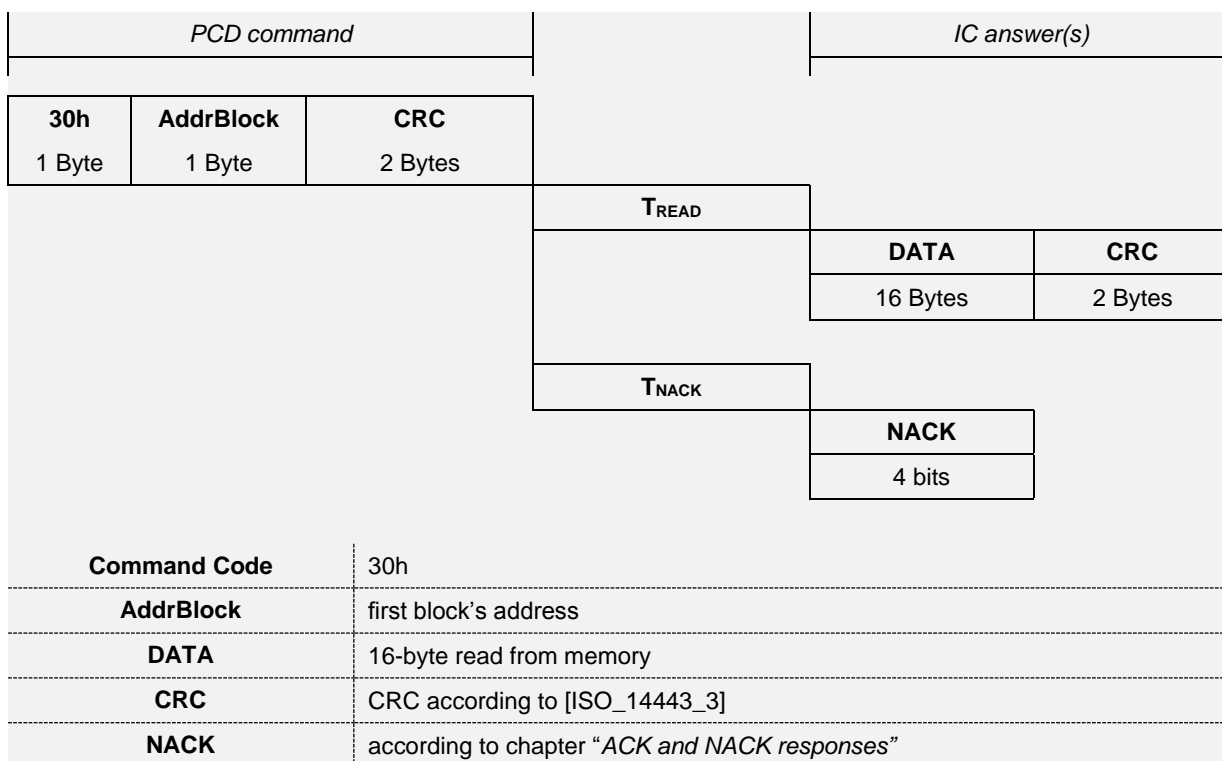 PCD command IC answer(s)
30h AddrBlock CRC
1 Byte 1 Byte 2 Bytes
TREAD
DATA CRC
16 Bytes 2 Bytes
TNACK
NACK
4 bits
Command Code 30h
AddrBlock first block’s address
DATA 16-byte read from memory
CRC CRC according to [ISO_14443_3]
NACK according to chapter “ACK and NACK responses”